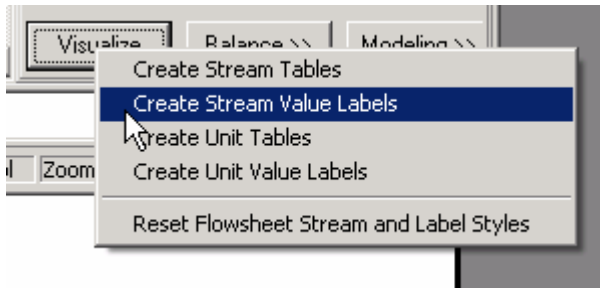 Visualize Balance >> Modeling >>
Create Stream Tables
Create Stream Value Labels
Create Unit Tables
Create Unit Value Labels
Zoom
Reset Flowsheet Stream and Label Styles